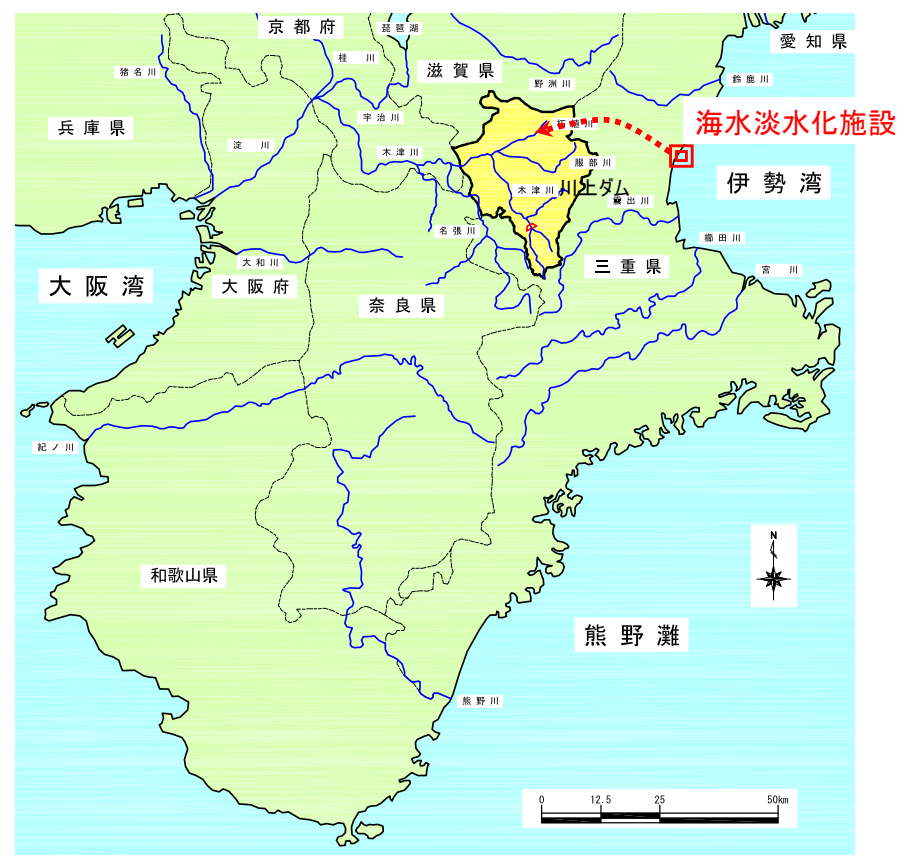 京都府
琵琶湖
愛知県
桂川
滋賀県
猪名川
野洲川
鈴鹿川
宇治川
兵庫県
柘植川
海水淡水化施設
淀川
木津川
服部川
伊勢湾
木津川
川上ダム
雲出川
名張川
櫛田川
大和川
三重県
宮川
大阪湾
大阪府
奈良県
紀ノ川
N
和歌山県
熊野灘
熊野川
0 12.5 25 50km